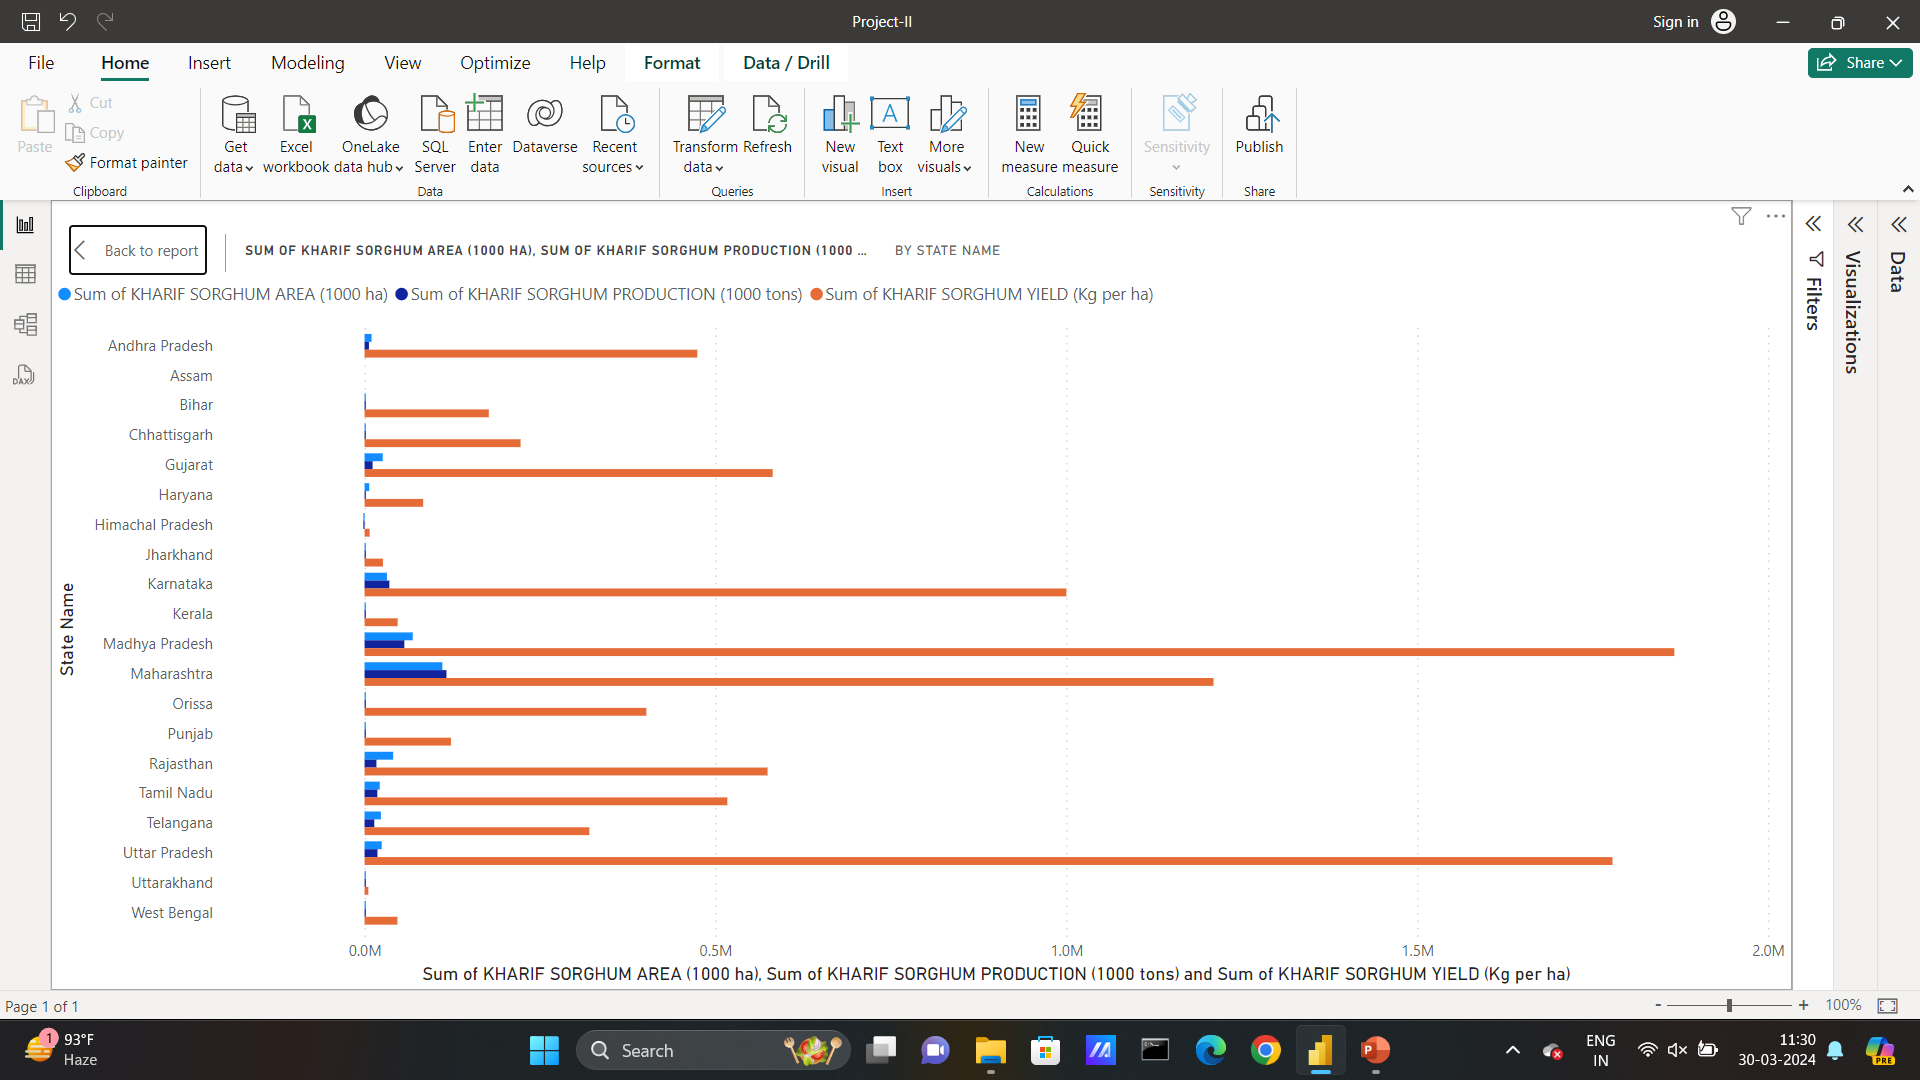 Project-II
Sign in
File Home Insert Modeling View Optimize Help Format Data / Drill
Share
Paste
Cut
Copy
Format painter
Clipboard
Get data
Excel workbook
OneLake data hub
SQL Server
Enter data
Dataverse
Recent sources
Data
Transform data
Refresh
Queries
New visual
Text box
More visuals
Insert
New measure
Quick measure
Calculations
Sensitivity
Sensitivity
Publish
Share
DAX
Back to report
SUM OF KHARIF SORGHUM AREA (1000 HA), SUM OF KHARIF SORGHUM PRODUCTION (1000 ... BY STATE NAME
Sum of KHARIF SORGHUM AREA (1000 ha) Sum of KHARIF SORGHUM PRODUCTION (1000 tons) Sum of KHARIF SORGHUM YIELD (Kg per ha)
State Name
Andhra Pradesh
Assam
Bihar
Chhattisgarh
Gujarat
Haryana
Himachal Pradesh
Jharkhand
Karnataka
Kerala
Madhya Pradesh
Maharashtra
Orissa
Punjab
Rajasthan
Tamil Nadu
Telangana
Uttar Pradesh
Uttarakhand
West Bengal
0.0M 0.5M 1.0M 1.5M 2.0M
Sum of KHARIF SORGHUM AREA (1000 ha), Sum of KHARIF SORGHUM PRODUCTION (1000 tons) and Sum of KHARIF SORGHUM YIELD (Kg per ha)
Filters
Visualizations
Data
Page 1 of 1
- + 100%
1
93°F
Haze
Search
ENG
IN
11:30
30-03-2024
PRE